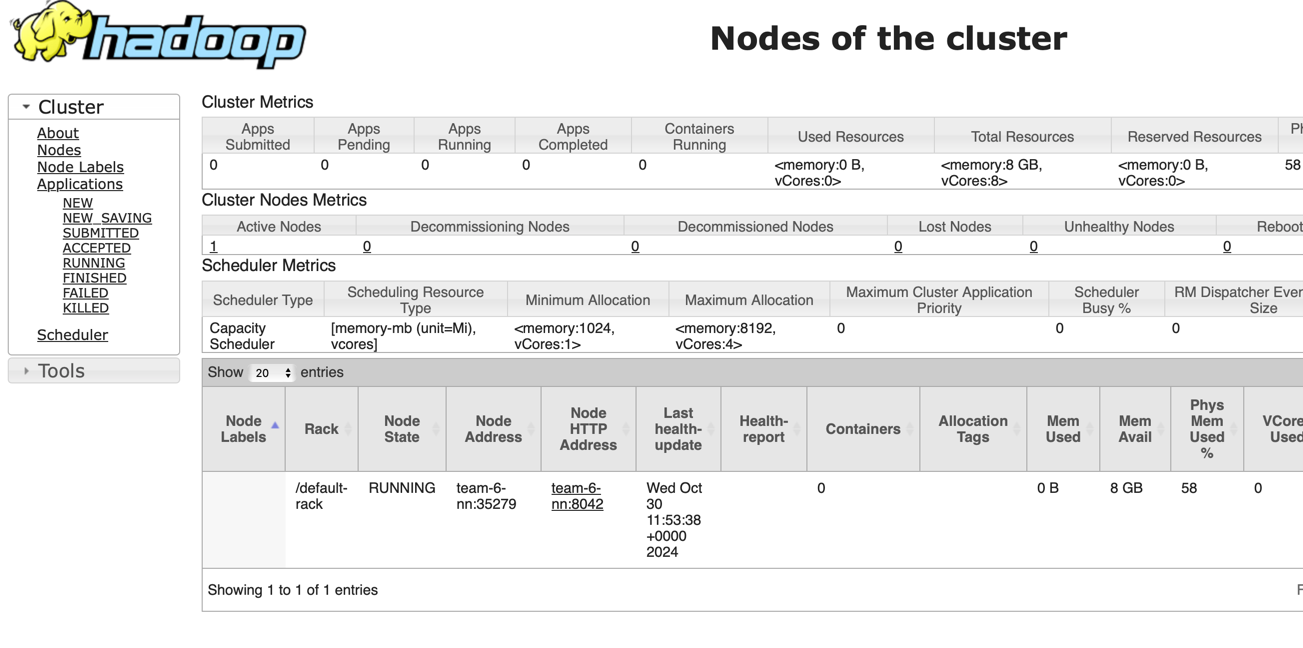 hadoop
Nodes of the cluster
Cluster
About
Nodes
Node Labels
Applications
NEW
NEW_SAVING
SUBMITTED
ACCEPTED
RUNNING
FINISHED
FAILED
KILLED
Scheduler
Tools
Cluster Metrics
Apps Submitted Apps Pending Apps Running Apps Completed Containers Running Used Resources Total Resources Reserved Resources
0 0 0 0 0 <memory:0 B, vCores:0> <memory:8 GB, vCores:8> <memory:0 B, vCores:0> 58
Cluster Nodes Metrics
Active Nodes Decommissioning Nodes Decommissioned Nodes Lost Nodes Unhealthy Nodes Reboot
1 0 0 0 0 0
Scheduler Metrics
Scheduler Type Scheduling Resource Type Minimum Allocation Maximum Allocation Maximum Cluster Application Priority Scheduler Busy % RM Dispatcher Even Size
Capacity Scheduler [memory-mb (unit=Mi), vcores] <memory:1024, vCores:1> <memory:8192, vCores:4> 0 0 0
Show 20 entries
Node Labels Rack Node State Node Address Node HTTP Address Last health-update Health-report Containers Allocation Tags Mem Used Mem Avail Phys Mem Used % VCore Used
/default-rack RUNNING team-6-nn:35279 team-6-nn:8042 Wed Oct 30 11:53:38 +0000 2024 0 0 B 8 GB 58 0
Showing 1 to 1 of 1 entries